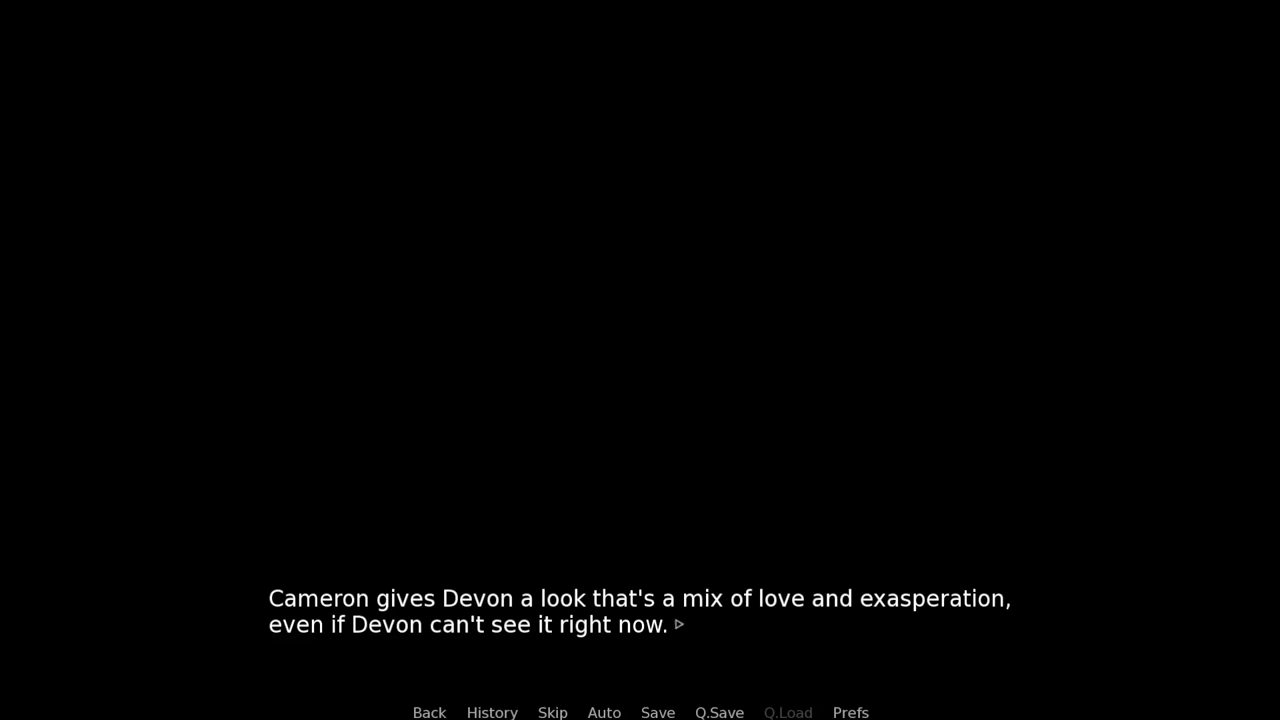 Cameron gives Devon a look that's a mix of love and exasperation,
even if Devon can't see it right now.
Back History Skip Auto Save Q.Save Q.Load Prefs